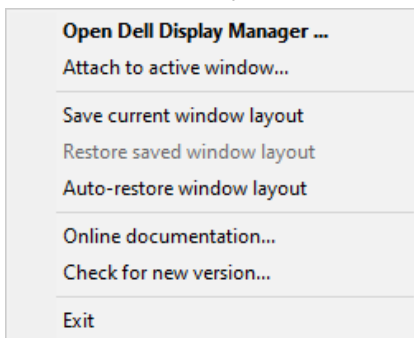 Open Dell Display Manager ...
Attach to active window...
Save current window layout
Restore saved window layout
Auto-restore window layout
Online documentation...
Check for new version...
Exit